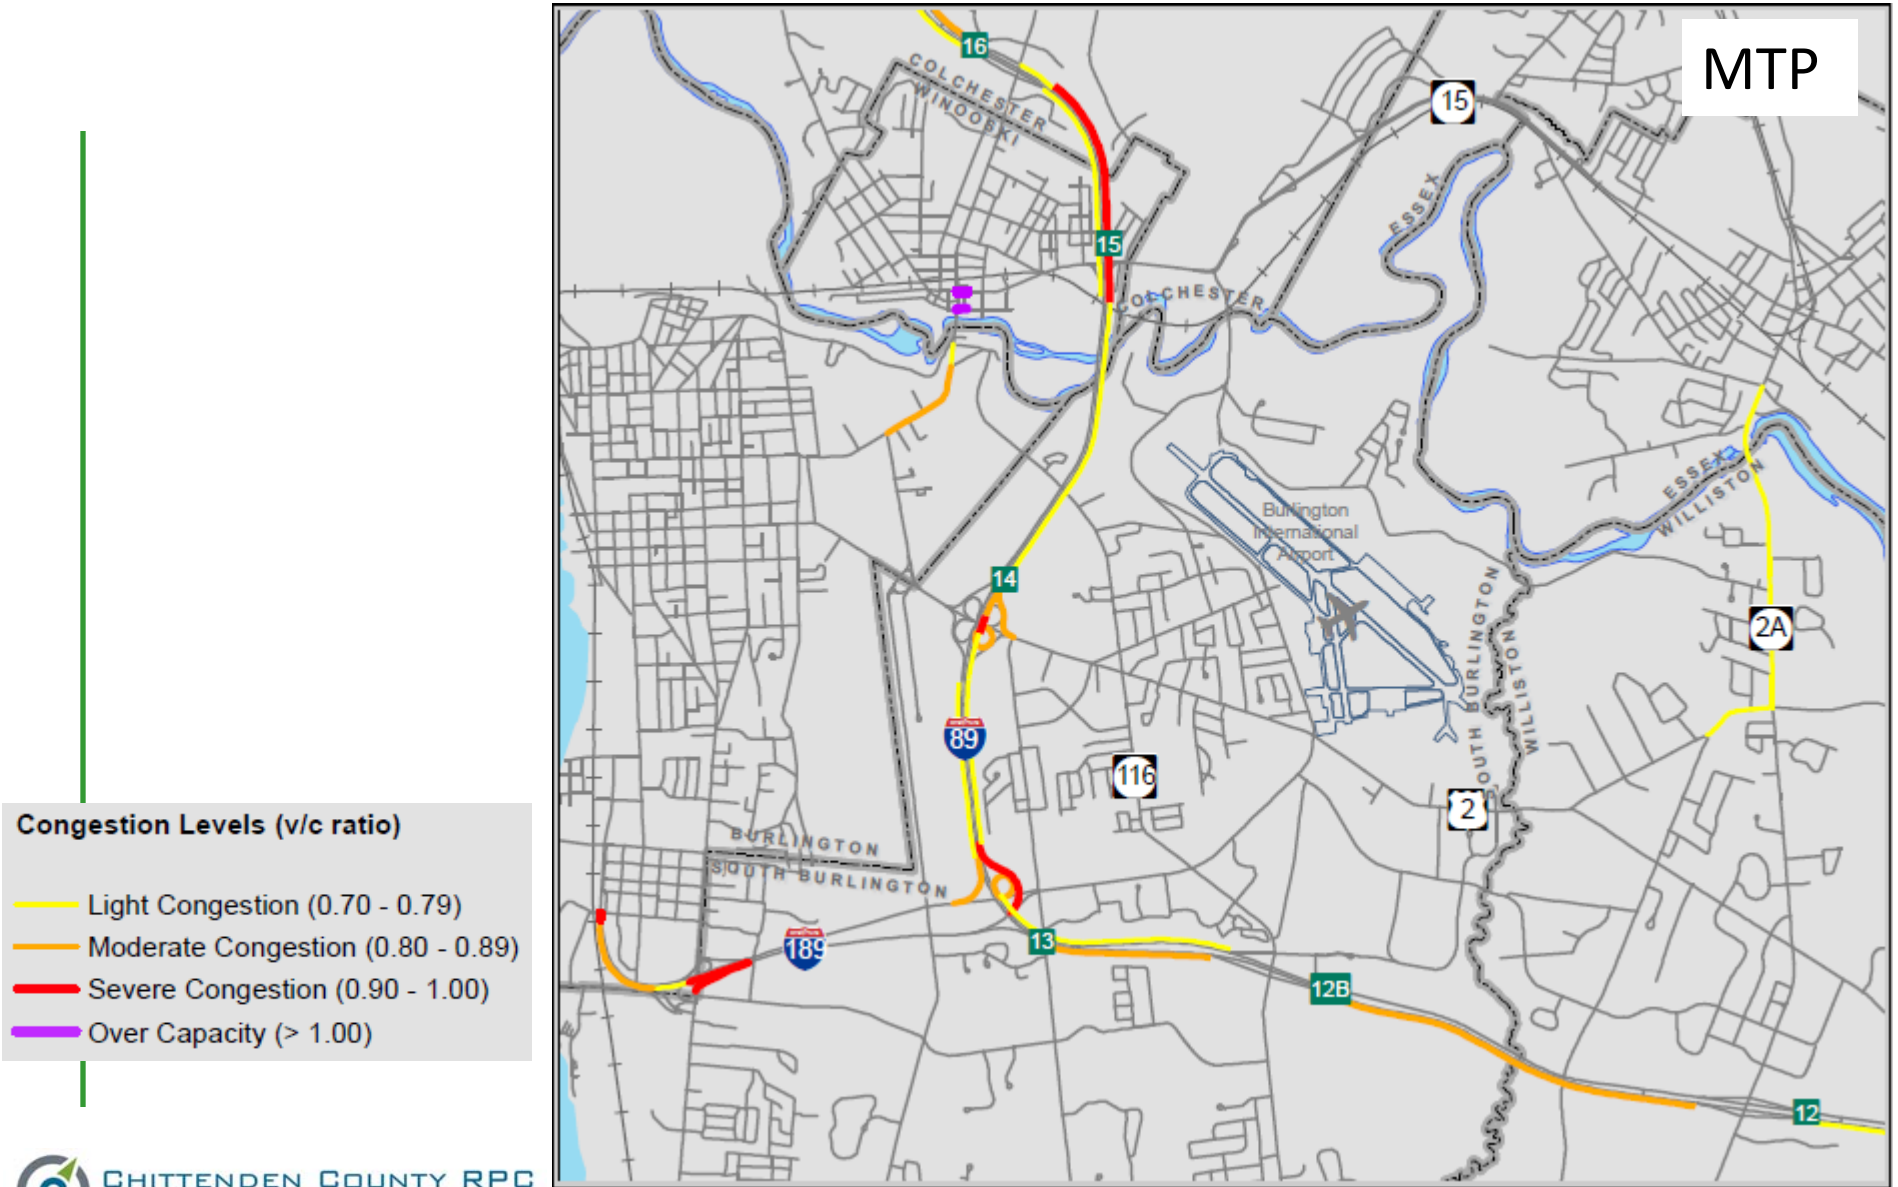 MTP
16
COLCHESTER
WINOOSKI
15
15
ESSEX
COLCHESTER
ESSEX
WILLISTON
Burlington
International
Airport
14
2A
SOUTH BURLINGTON
WILLISTON
89
116
2
BURLINGTON
SOUTH BURLINGTON
189
13
12B
12
Congestion Levels (v/c ratio)
Light Congestion (0.70 - 0.79)
Moderate Congestion (0.80 - 0.89)
Severe Congestion (0.90 - 1.00)
Over Capacity (> 1.00)
CHITTENDEN COUNTY RPC